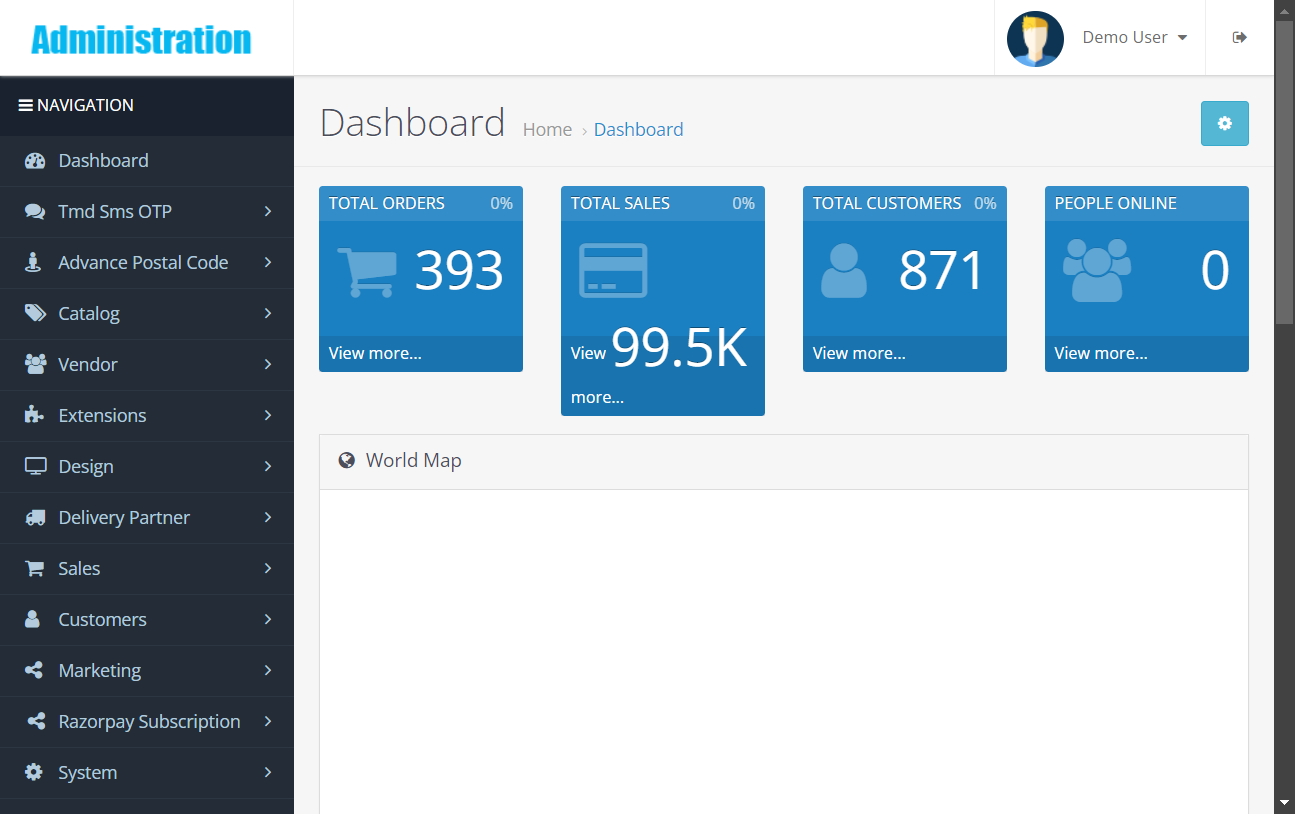 Administration
Demo User
NAVIGATION
Dashboard
Tmd Sms OTP
Advance Postal Code
Catalog
Vendor
Extensions
Design
Delivery Partner
Sales
Customers
Marketing
Razorpay Subscription
System
Dashboard
Home › Dashboard
TOTAL ORDERS 0%
393
View more...
TOTAL SALES 0%
99.5K
View
more...
TOTAL CUSTOMERS 0%
871
View more...
PEOPLE ONLINE
0
View more...
World Map